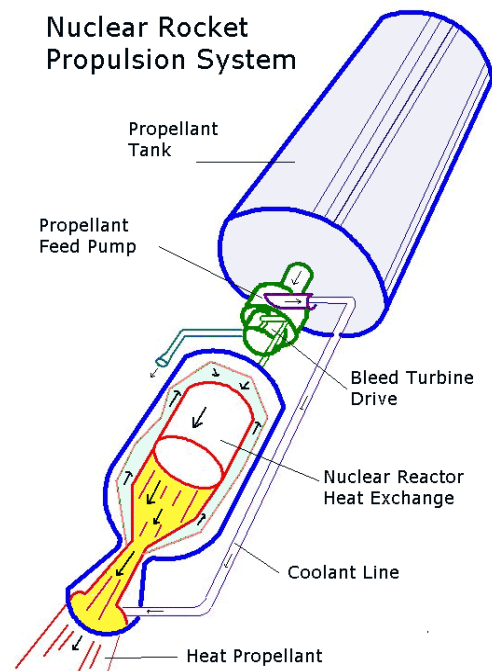 Nuclear Rocket
Propulsion System
Propellant
Tank
Propellant
Feed Pump
Bleed Turbine
Drive
Nuclear Reactor
Heat Exchange
Coolant Line
Heat Propellant